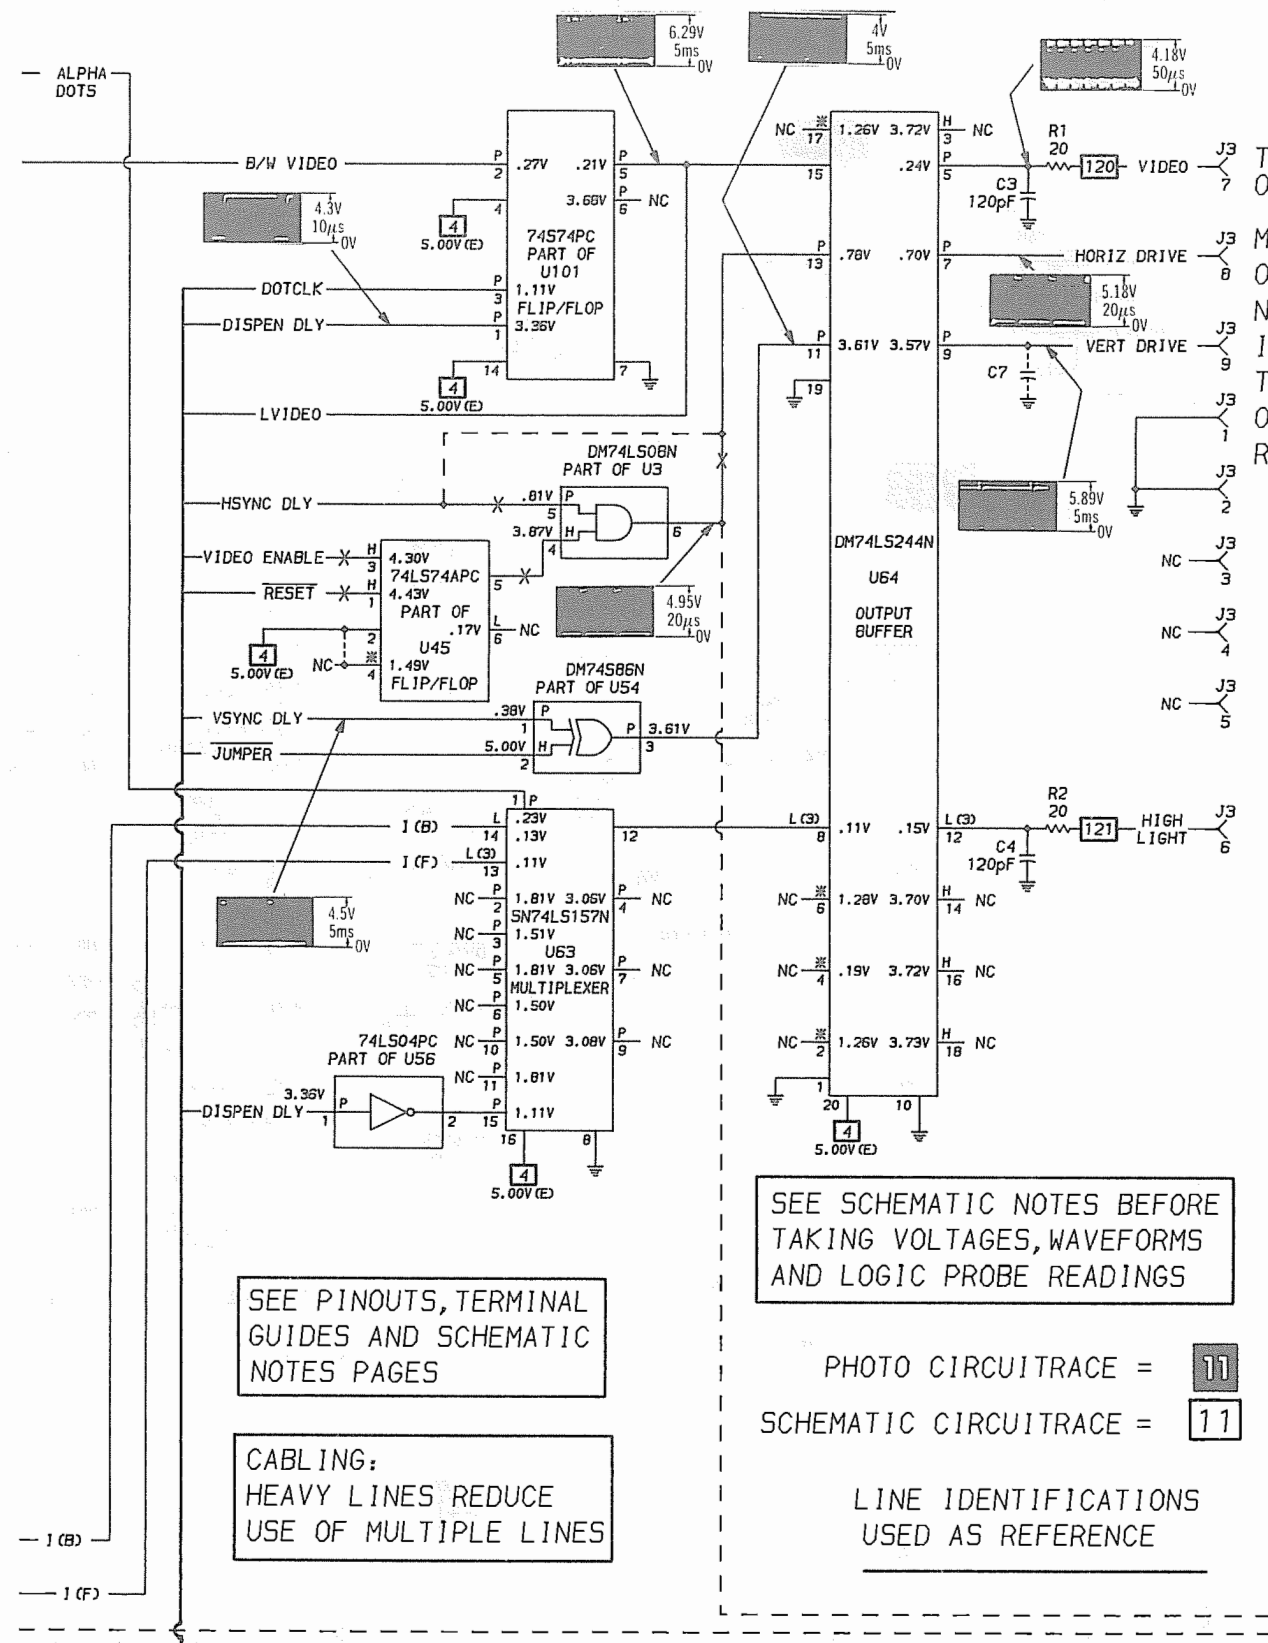 6.29V
5ms
0V
4V
5ms
0V
4.18V
50µs
0V
ALPHA
DOTS
B/W VIDEO
P
2
.27V
.21V
P
5
3.68V
P
6
NC
4
4
5.00V(E)
74S74PC
PART OF
U101
FLIP/FLOP
4.3V
10µs
0V
DOTCLK
P
3
1.11V
DISPEN DLY
P
1
3.36V
14
4
5.00V(E)
7
LVIDEO
NC
※
17
1.26V
3.72V
H
3
NC
15
.24V
P
5
C3
120pF
R1
20
120
VIDEO
J3
7
P
13
.78V
.70V
P
7
HORIZ DRIVE
J3
8
5.18V
20µs
0V
P
11
3.61V
3.57V
P
9
C7
VERT DRIVE
J3
9
19
J3
1
J3
2
5.89V
5ms
0V
T
O
M
O
N
I
T
O
R
NC
J3
3
NC
J3
4
NC
J3
5
DM74LS244N
U64
OUTPUT
BUFFER
DM74LS08N
PART OF U3
HSYNC DLY
.81V
P
5
3.87V
H
4
6
VIDEO ENABLE
H
3
4.30V
74LS74APC
PART OF
U45
FLIP/FLOP
5
RESET
H
1
4.43V
4
5.00V(E)
2
.17V
L
6
NC
NC
※
4
1.49V
4.95V
20µs
0V
DM74S86N
PART OF U54
VSYNC DLY
.38V
P
1
JUMPER
5.00V
H
2
P
3
3.61V
1
P
.23V
I(B)
L
14
.13V
12
I(F)
L(3)
13
.11V
L(3)
8
.11V
.15V
L(3)
12
C4
120pF
R2
20
121
HIGH
LIGHT
J3
6
4.5V
5ms
0V
NC
P
2
1.81V
3.06V
P
4
NC
SN74LS157N
U63
MULTIPLEXER
NC
P
3
1.51V
NC
P
5
1.81V
3.06V
P
7
NC
NC
P
6
1.50V
NC
P
10
1.50V
3.08V
P
9
NC
NC
P
11
1.81V
NC
※
6
1.28V
3.70V
H
14
NC
NC
※
4
.19V
3.72V
H
16
NC
NC
※
2
1.26V
3.73V
H
18
NC
1
20
10
4
5.00V(E)
74LS04PC
PART OF U56
DISPEN DLY
3.36V
P
1
2
P
15
1.11V
16
8
4
5.00V(E)
SEE SCHEMATIC NOTES BEFORE
TAKING VOLTAGES, WAVEFORMS
AND LOGIC PROBE READINGS
SEE PINOUTS, TERMINAL
GUIDES AND SCHEMATIC
NOTES PAGES
PHOTO CIRCUITRACE = 11
SCHEMATIC CIRCUITRACE = 11
CABLING:
HEAVY LINES REDUCE
USE OF MULTIPLE LINES
LINE IDENTIFICATIONS
USED AS REFERENCE
I(B)
I(F)